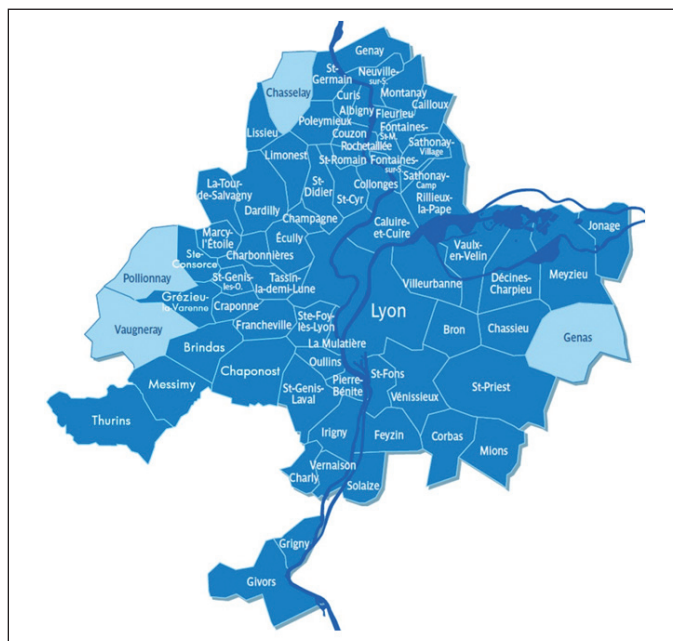 Genay
St-
Germain
Neuville-
sur-S.
Chasselay
Curis
Montanay
Albigny
Cailloux
Fleurieu
Poleymieux
Lissieu
Couzon
Fontaines-
St-M.
Rochetaillée
Sathonay-
Village
Limonest
St-Romain
Fontaines-
sur-S.
La-Tour-
de-Salvagny
St-
Didier
Collonges
Sathonay-
Camp
St-Cyr
Rillieux-
la-Pape
Dardilly
Champagne
Caluire-
et-Cuire
Jonage
Marcy-
l'Étoile
Écully
Vaulx-
en-Velin
Ste-
Consorce
Charbonnières
Pollionnay
St-Genis-
les-O.
Tassin-
la-demi-Lune
Villeurbanne
Décines-
Charpieu
Meyzieu
Grézieu-
la-Varenne
Craponne
Ste-Foy-
lès-Lyon
Lyon
Vaugneray
Francheville
Bron
Chassieu
Genas
Brindas
La Mulatière
Oullins
Chaponost
St-Fons
Messimy
St-Genis-
Laval
Pierre-
Bénite
Vénissieux
St-Priest
Thurins
Irigny
Feyzin
Corbas
Mions
Vernaison
Charly
Solaize
Grigny
Givors